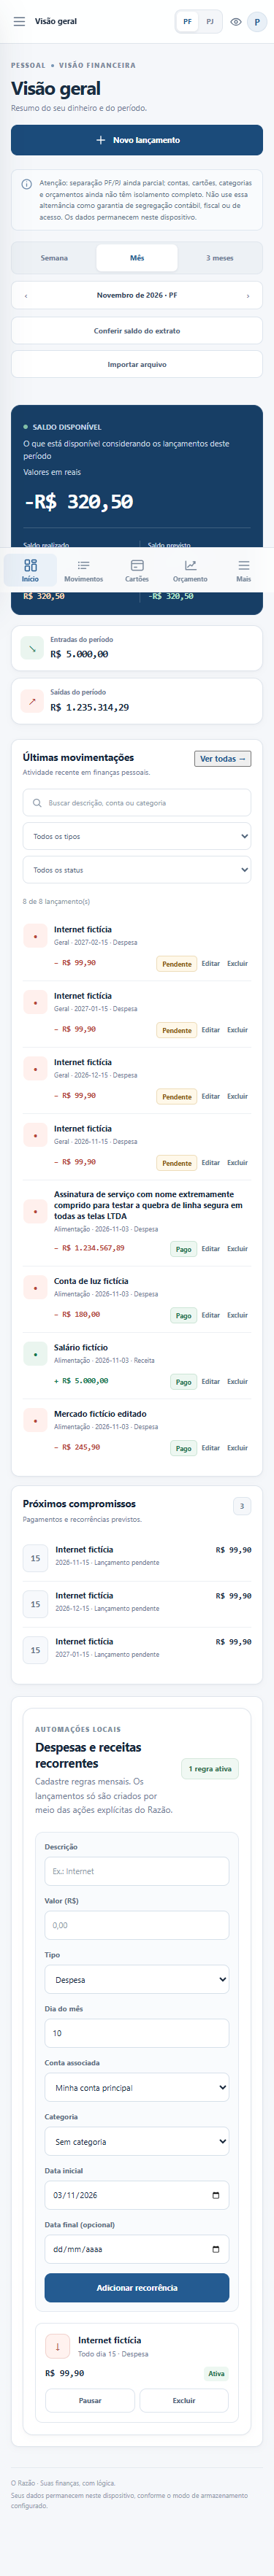 Visão geral
PF PJ
P
PESSOAL • VISÃO FINANCEIRA
Visão geral
Resumo do seu dinheiro e do período.
+ Novo lançamento
Atenção: separação PF/PJ ainda parcial; contas, cartões, categorias
e orçamentos ainda não têm isolamento completo. Não use essa
alternância como garantia de segregação contábil, fiscal ou de
acesso. Os dados permanecem neste dispositivo.
Semana Mês 3 meses
‹ Novembro de 2026 · PF ›
Conferir saldo do extrato
Importar arquivo
SALDO DISPONÍVEL
O que está disponível considerando os lançamentos deste
período
Valores em reais
-R$ 320,50
Saldo realizado Saldo previsto
Início Movimentos Cartões Orçamento Mais
R$ 320,50 -R$ 320,50
↘ Entradas do período
R$ 5.000,00
↗ Saídas do período
R$ 1.235.314,29
Últimas movimentações
Ver todas →
Atividade recente em finanças pessoais.
Buscar descrição, conta ou categoria
Todos os tipos
Todos os status
8 de 8 lançamento(s)
Internet fictícia
Geral · 2027-02-15 · Despesa
− R$ 99,90 Pendente Editar Excluir
Internet fictícia
Geral · 2027-01-15 · Despesa
− R$ 99,90 Pendente Editar Excluir
Internet fictícia
Geral · 2026-12-15 · Despesa
− R$ 99,90 Pendente Editar Excluir
Internet fictícia
Geral · 2026-11-15 · Despesa
− R$ 99,90 Pendente Editar Excluir
Assinatura de serviço com nome extremamente
comprido para testar a quebra de linha segura em
todas as telas LTDA
Alimentação · 2026-11-03 · Despesa
− R$ 1.234.567,89 Pago Editar Excluir
Conta de luz fictícia
Alimentação · 2026-11-03 · Despesa
− R$ 180,00 Pago Editar Excluir
Salário fictício
Alimentação · 2026-11-03 · Receita
+ R$ 5.000,00 Pago Editar Excluir
Mercado fictício editado
Alimentação · 2026-11-03 · Despesa
− R$ 245,90 Pago Editar Excluir
Próximos compromissos
3
Pagamentos e recorrências previstos.
15 Internet fictícia R$ 99,90
2026-11-15 · Lançamento pendente
15 Internet fictícia R$ 99,90
2026-12-15 · Lançamento pendente
15 Internet fictícia R$ 99,90
2027-01-15 · Lançamento pendente
AUTOMAÇÕES LOCAIS
Despesas e receitas
recorrentes
1 regra ativa
Cadastre regras mensais. Os
lançamentos só são criados por
meio das ações explícitas do Razão.
Descrição
Ex.: Internet
Valor (R$)
0,00
Tipo
Despesa
Dia do mês
10
Conta associada
Minha conta principal
Categoria
Sem categoria
Data inicial
03/11/2026
Data final (opcional)
dd/mm/aaaa
Adicionar recorrência
↓ Internet fictícia
Todo dia 15 · Despesa
R$ 99,90 Ativa
Pausar Excluir
O Razão · Suas finanças, com lógica.
Seus dados permanecem neste dispositivo, conforme o modo de armazenamento
configurado.